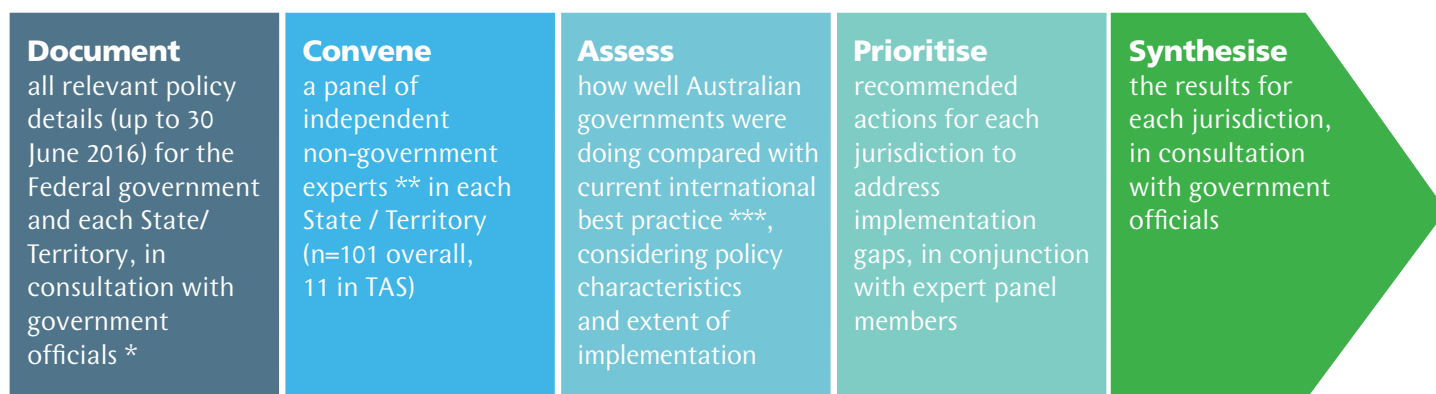 Document
all relevant policy
details (up to 30
June 2016) for the
Federal government
and each State/
Territory, in
consultation with
government
officials *
Convene
a panel of
independent
non-government
experts ** in each
State / Territory
(n=101 overall,
11 in TAS)
Assess
how well Australian
governments were
doing compared with
current international
best practice ***,
considering policy
characteristics
and extent of
implementation
Prioritise
recommended
actions for each
jurisdiction to
address
implementation
gaps, in conjunction
with expert panel
members
Synthesise
the results for
each jurisdiction,
in consultation
with government
officials